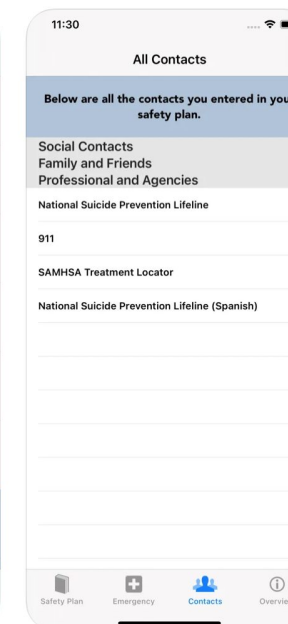 11:30
All Contacts
Below are all the contacts you entered in you
safety plan.
Social Contacts
Family and Friends
Professional and Agencies
National Suicide Prevention Lifeline
911
SAMHSA Treatment Locator
National Suicide Prevention Lifeline (Spanish)
Safety Plan
Emergency
Contacts
Overvie